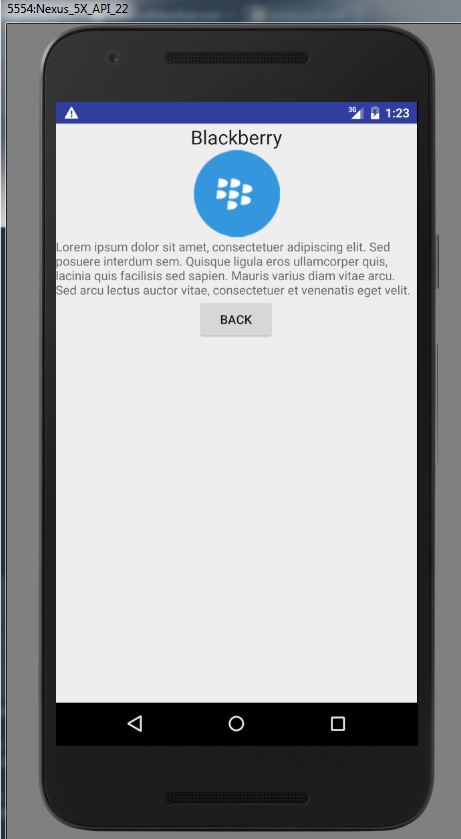 5554:Nexus_5X_API_22
3G 1:23
Blackberry
Lorem ipsum dolor sit amet, consectetuer adipiscing elit. Sed
posuere interdum sem. Quisque ligula eros ullamcorper quis,
lacinia quis facilisis sed sapien. Mauris varius diam vitae arcu.
Sed arcu lectus auctor vitae, consectetuer et venenatis eget velit.
BACK